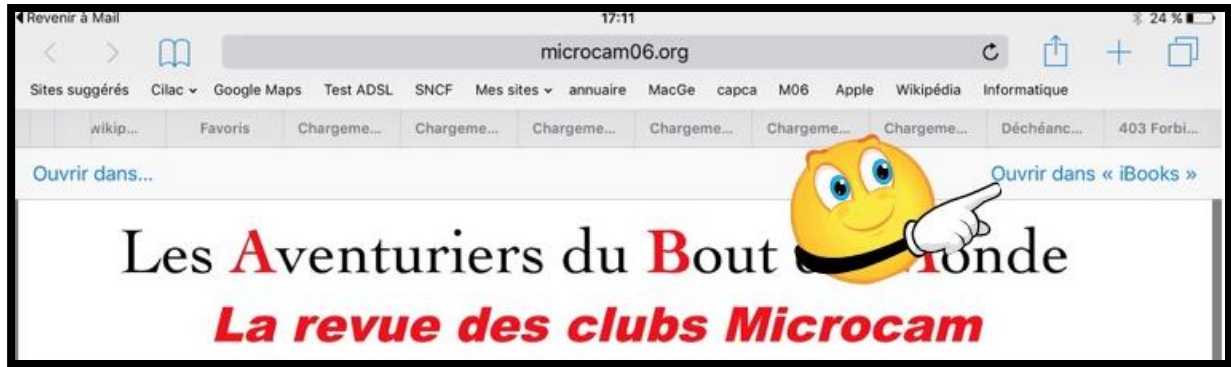 Revenir à Mail 17:11 24 %
microcam06.org
Sites suggérés Cilac Google Maps Test ADSL SNCF Mes sites annuaire MacGe capca M06 Apple Wikipédia Informatique
wikip... Favoris Chargeme... Chargeme... Chargeme... Chargeme... Chargeme... Chargeme... Déchéanc... 403 Forbi...
Ouvrir dans... Ouvrir dans « iBooks »
Les Aventuriers du Bout Monde
La revue des clubs Microcam